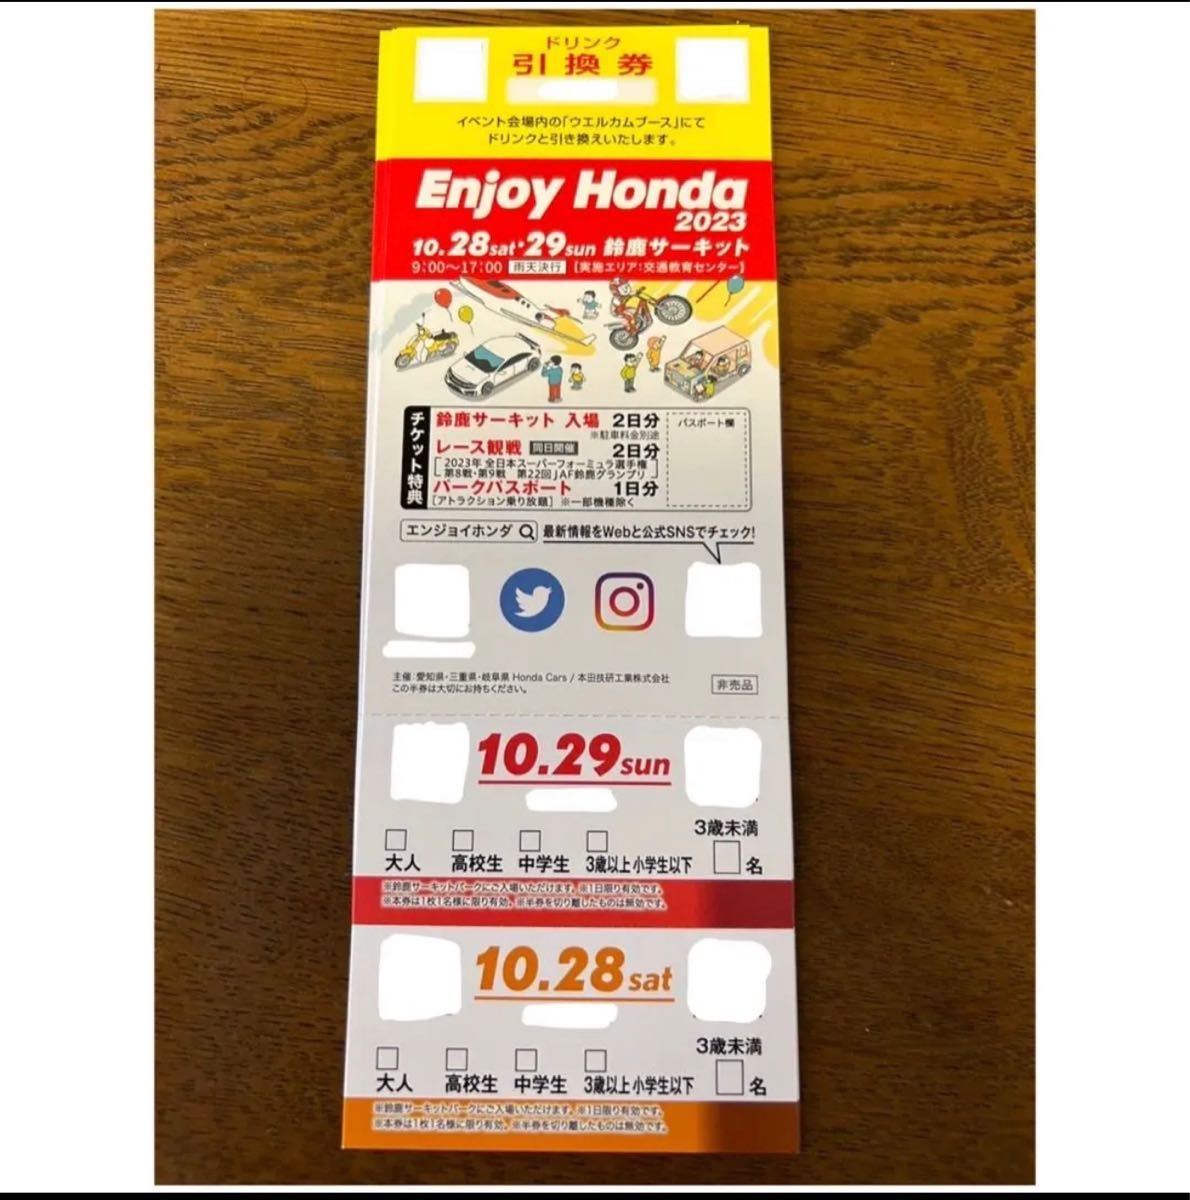 ドリンク
引換券
イベント会場内の「ウエルカムブース」にて
ドリンクと引き換えいたします。
Enjoy Honda
2023
10.28sat・29sun 鈴鹿サーキット
9:00〜17:00 雨天決行 [実施エリア:交通教育センター]
チケット特典
鈴鹿サーキット 入場 2日分
※駐車料金別途
レース観戦 同日開催 2日分
[2023年 全日本スーパーフォーミュラ選手権
第8戦・第9戦 第22回JAF鈴鹿グランプリ]
パークパスポート 1日分
[アトラクション乗り放題] ※一部機種除く
パスポート欄
エンジョイホンダ 最新情報をWebと公式SNSでチェック!
主催:愛知県・三重県・岐阜県 Honda Cars / 本田技研工業株式会社
この半券は大切にお持ちください。
非売品
10.29sun
3歳未満
大人 高校生 中学生 3歳以上小学生以下 名
※鈴鹿サーキットパークにご入場いただけます。※1日限り有効です。
※本券は1枚1名様に限り有効。※半券を切り離したものは無効です。
10.28sat
3歳未満
大人 高校生 中学生 3歳以上小学生以下 名
※鈴鹿サーキットパークにご入場いただけます。※1日限り有効です。
※本券は1枚1名様に限り有効。※半券を切り離したものは無効です。